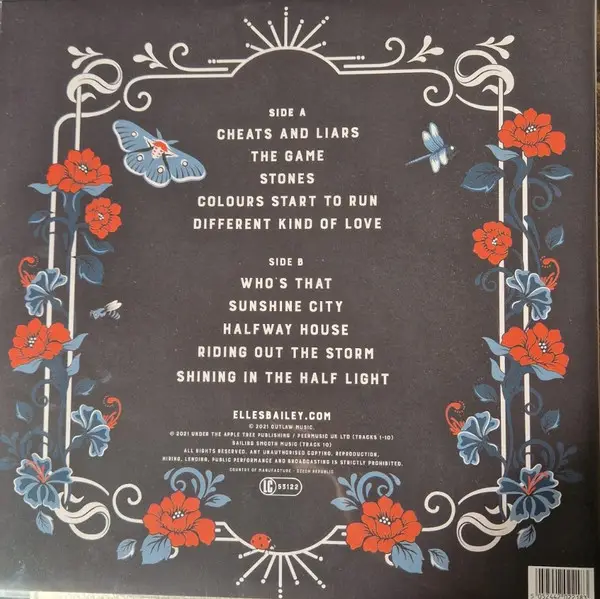 SIDE A
CHEATS AND LIARS
THE GAME
STONES
COLOURS START TO RUN
DIFFERENT KIND OF LOVE
SIDE B
WHO'S THAT
SUNSHINE CITY
HALFWAY HOUSE
RIDING OUT THE STORM
SHINING IN THE HALF LIGHT
ELLESBAILEY.COM
© 2021 OUTLAW MUSIC.
© 2021 UNDER THE APPLE TREE PUBLISHING / PEERMUSIC UK LTD (TRACKS 1-10)
SAILING SMOOTH MUSIC (TRACK 10)
ALL RIGHTS RESERVED. ANY UNAUTHORISED COPYING, REPRODUCTION,
HIRING, LENDING, PUBLIC PERFORMANCE AND BROADCASTING IS STRICTLY PROHIBITED.
COUNTRY OF MANUFACTURE - CZECH REPUBLIC
LC 55122